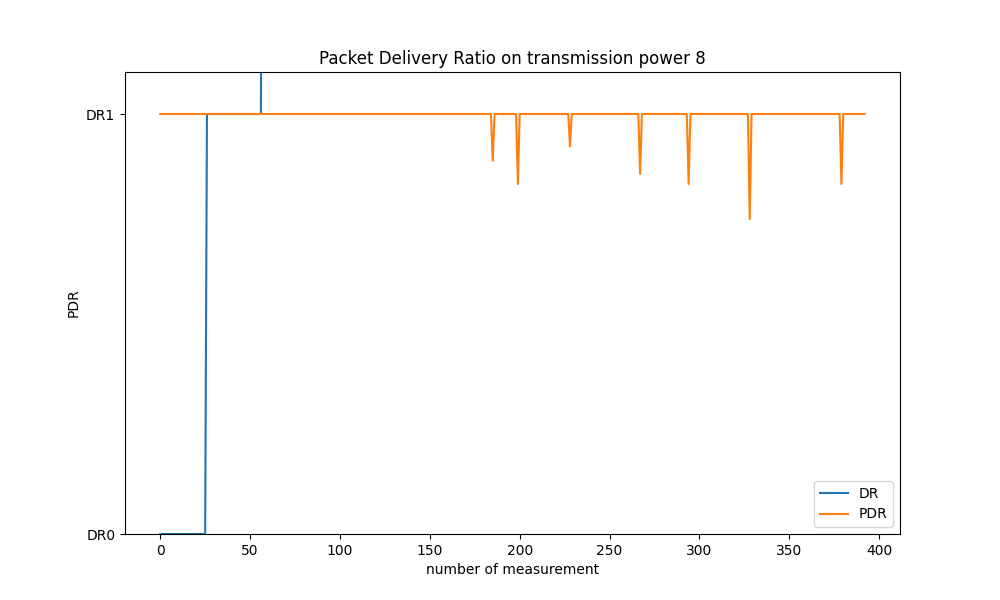 Packet Delivery Ratio on transmission power 8
DR1
PDR
DR0
0 50 100 150 200 250 300 350 400
number of measurement
DR
PDR